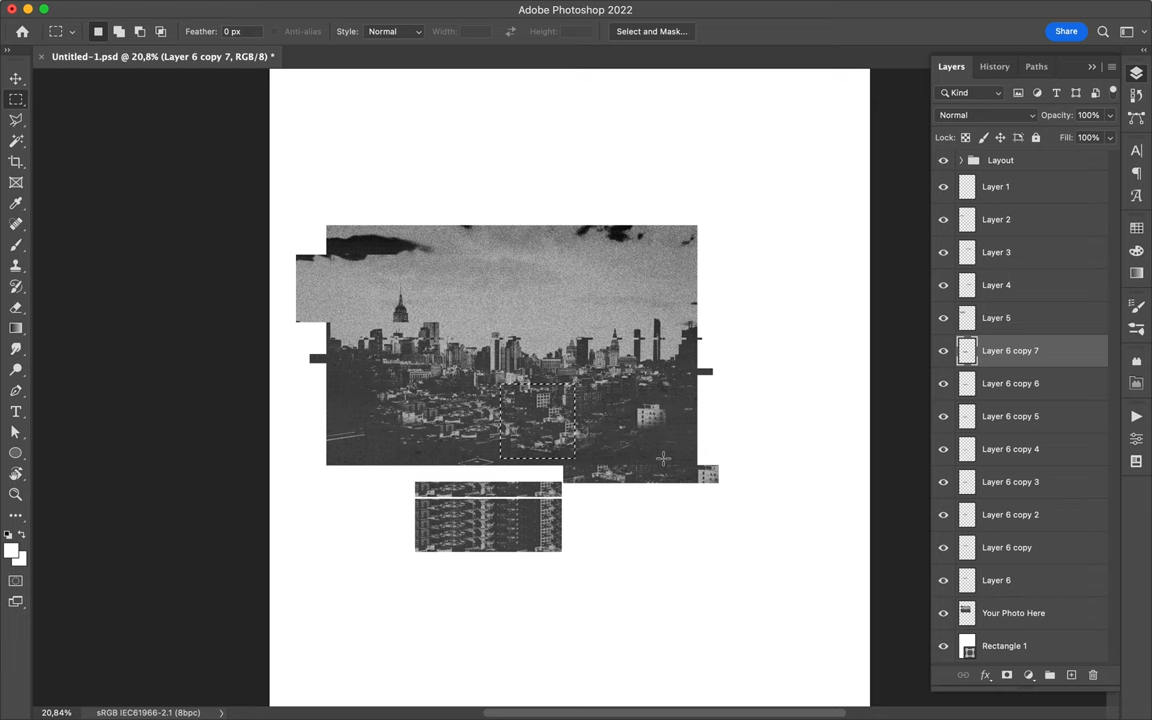 Adobe Photoshop 2022
Feather: 0 px Anti-alias Style: Normal Width: Height: Select and Mask... Share
Untitled-1.psd @ 20,8% (Layer 6 copy 7, RGB/8) *
Layers History Paths
Kind
Normal Opacity: 100%
Lock: Fill: 100%
Layout
Layer 1
Layer 2
Layer 3
Layer 4
Layer 5
Layer 6 copy 7
Layer 6 copy 6
Layer 6 copy 5
Layer 6 copy 4
Layer 6 copy 3
Layer 6 copy 2
Layer 6 copy
Layer 6
Your Photo Here
Rectangle 1
20,84% sRGB IEC61966-2.1 (8bpc)